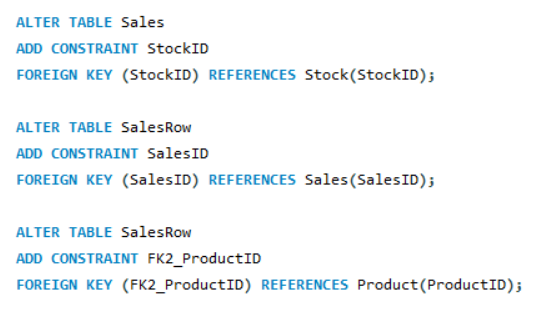 ALTER TABLE Sales
ADD CONSTRAINT StockID
FOREIGN KEY (StockID) REFERENCES Stock(StockID);
ALTER TABLE SalesRow
ADD CONSTRAINT SalesID
FOREIGN KEY (SalesID) REFERENCES Sales(SalesID);
ALTER TABLE SalesRow
ADD CONSTRAINT FK2_ProductID
FOREIGN KEY (FK2_ProductID) REFERENCES Product(ProductID);